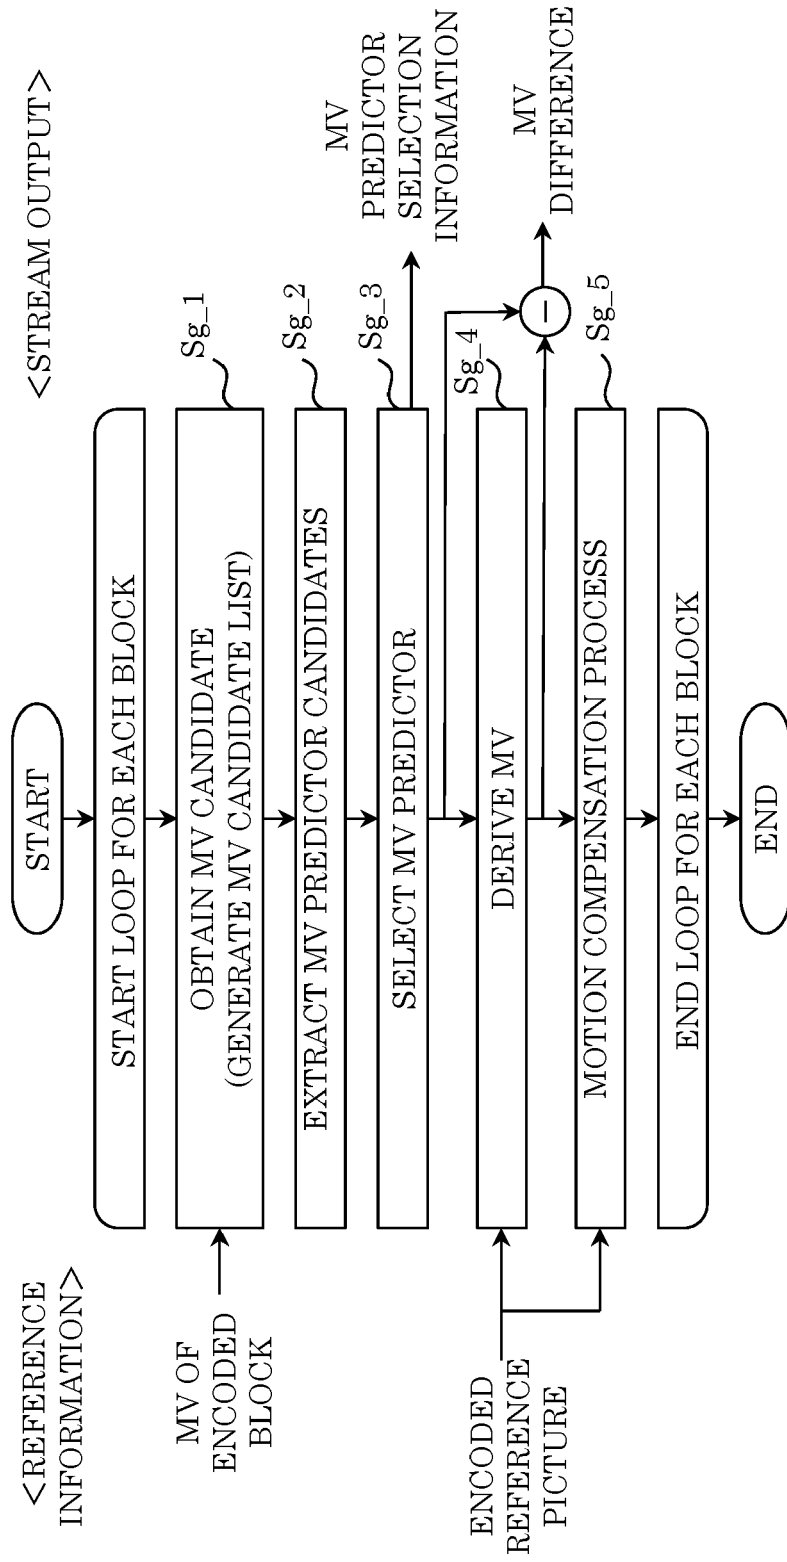 <REFERENCE
INFORMATION>
<STREAM OUTPUT>
START
START LOOP FOR EACH BLOCK
MV OF
ENCODED
BLOCK
OBTAIN MV CANDIDATE
(GENERATE MV CANDIDATE LIST)
Sg_1
EXTRACT MV PREDICTOR CANDIDATES
Sg_2
SELECT MV PREDICTOR
Sg_3
MV
PREDICTOR
SELECTION
INFORMATION
ENCODED
REFERENCE
PICTURE
DERIVE MV
Sg_4
−
MV
DIFFERENCE
MOTION COMPENSATION PROCESS
Sg_5
END LOOP FOR EACH BLOCK
END